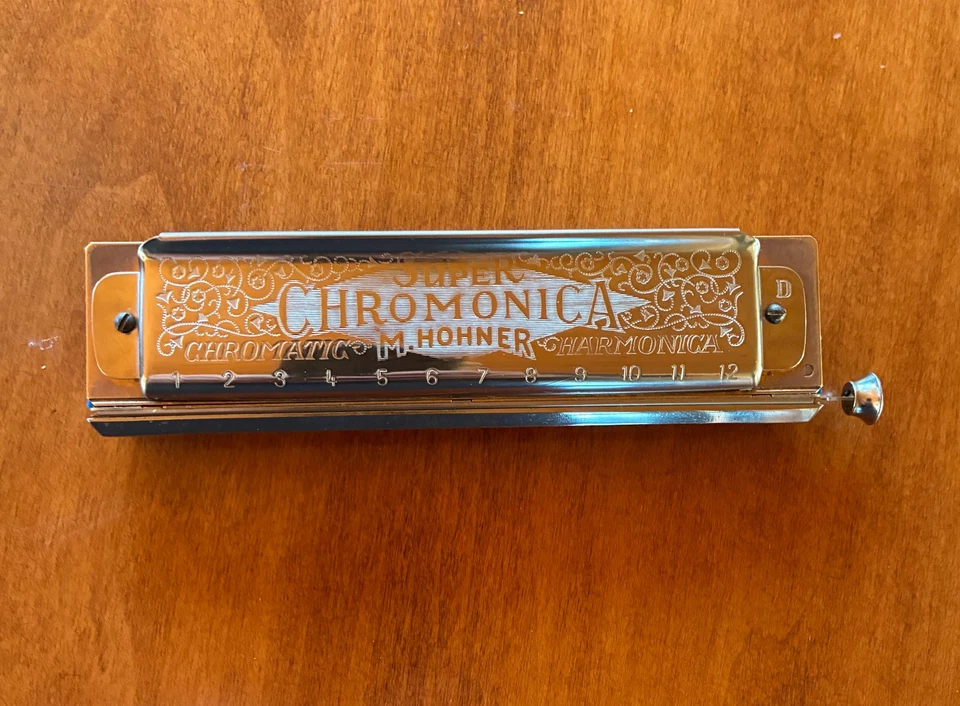 SUPER
CHROMONICA
M. HOHNER
CHROMATIC HARMONICA
1 2 3 4 5 6 7 8 9 10 11 12
D
D